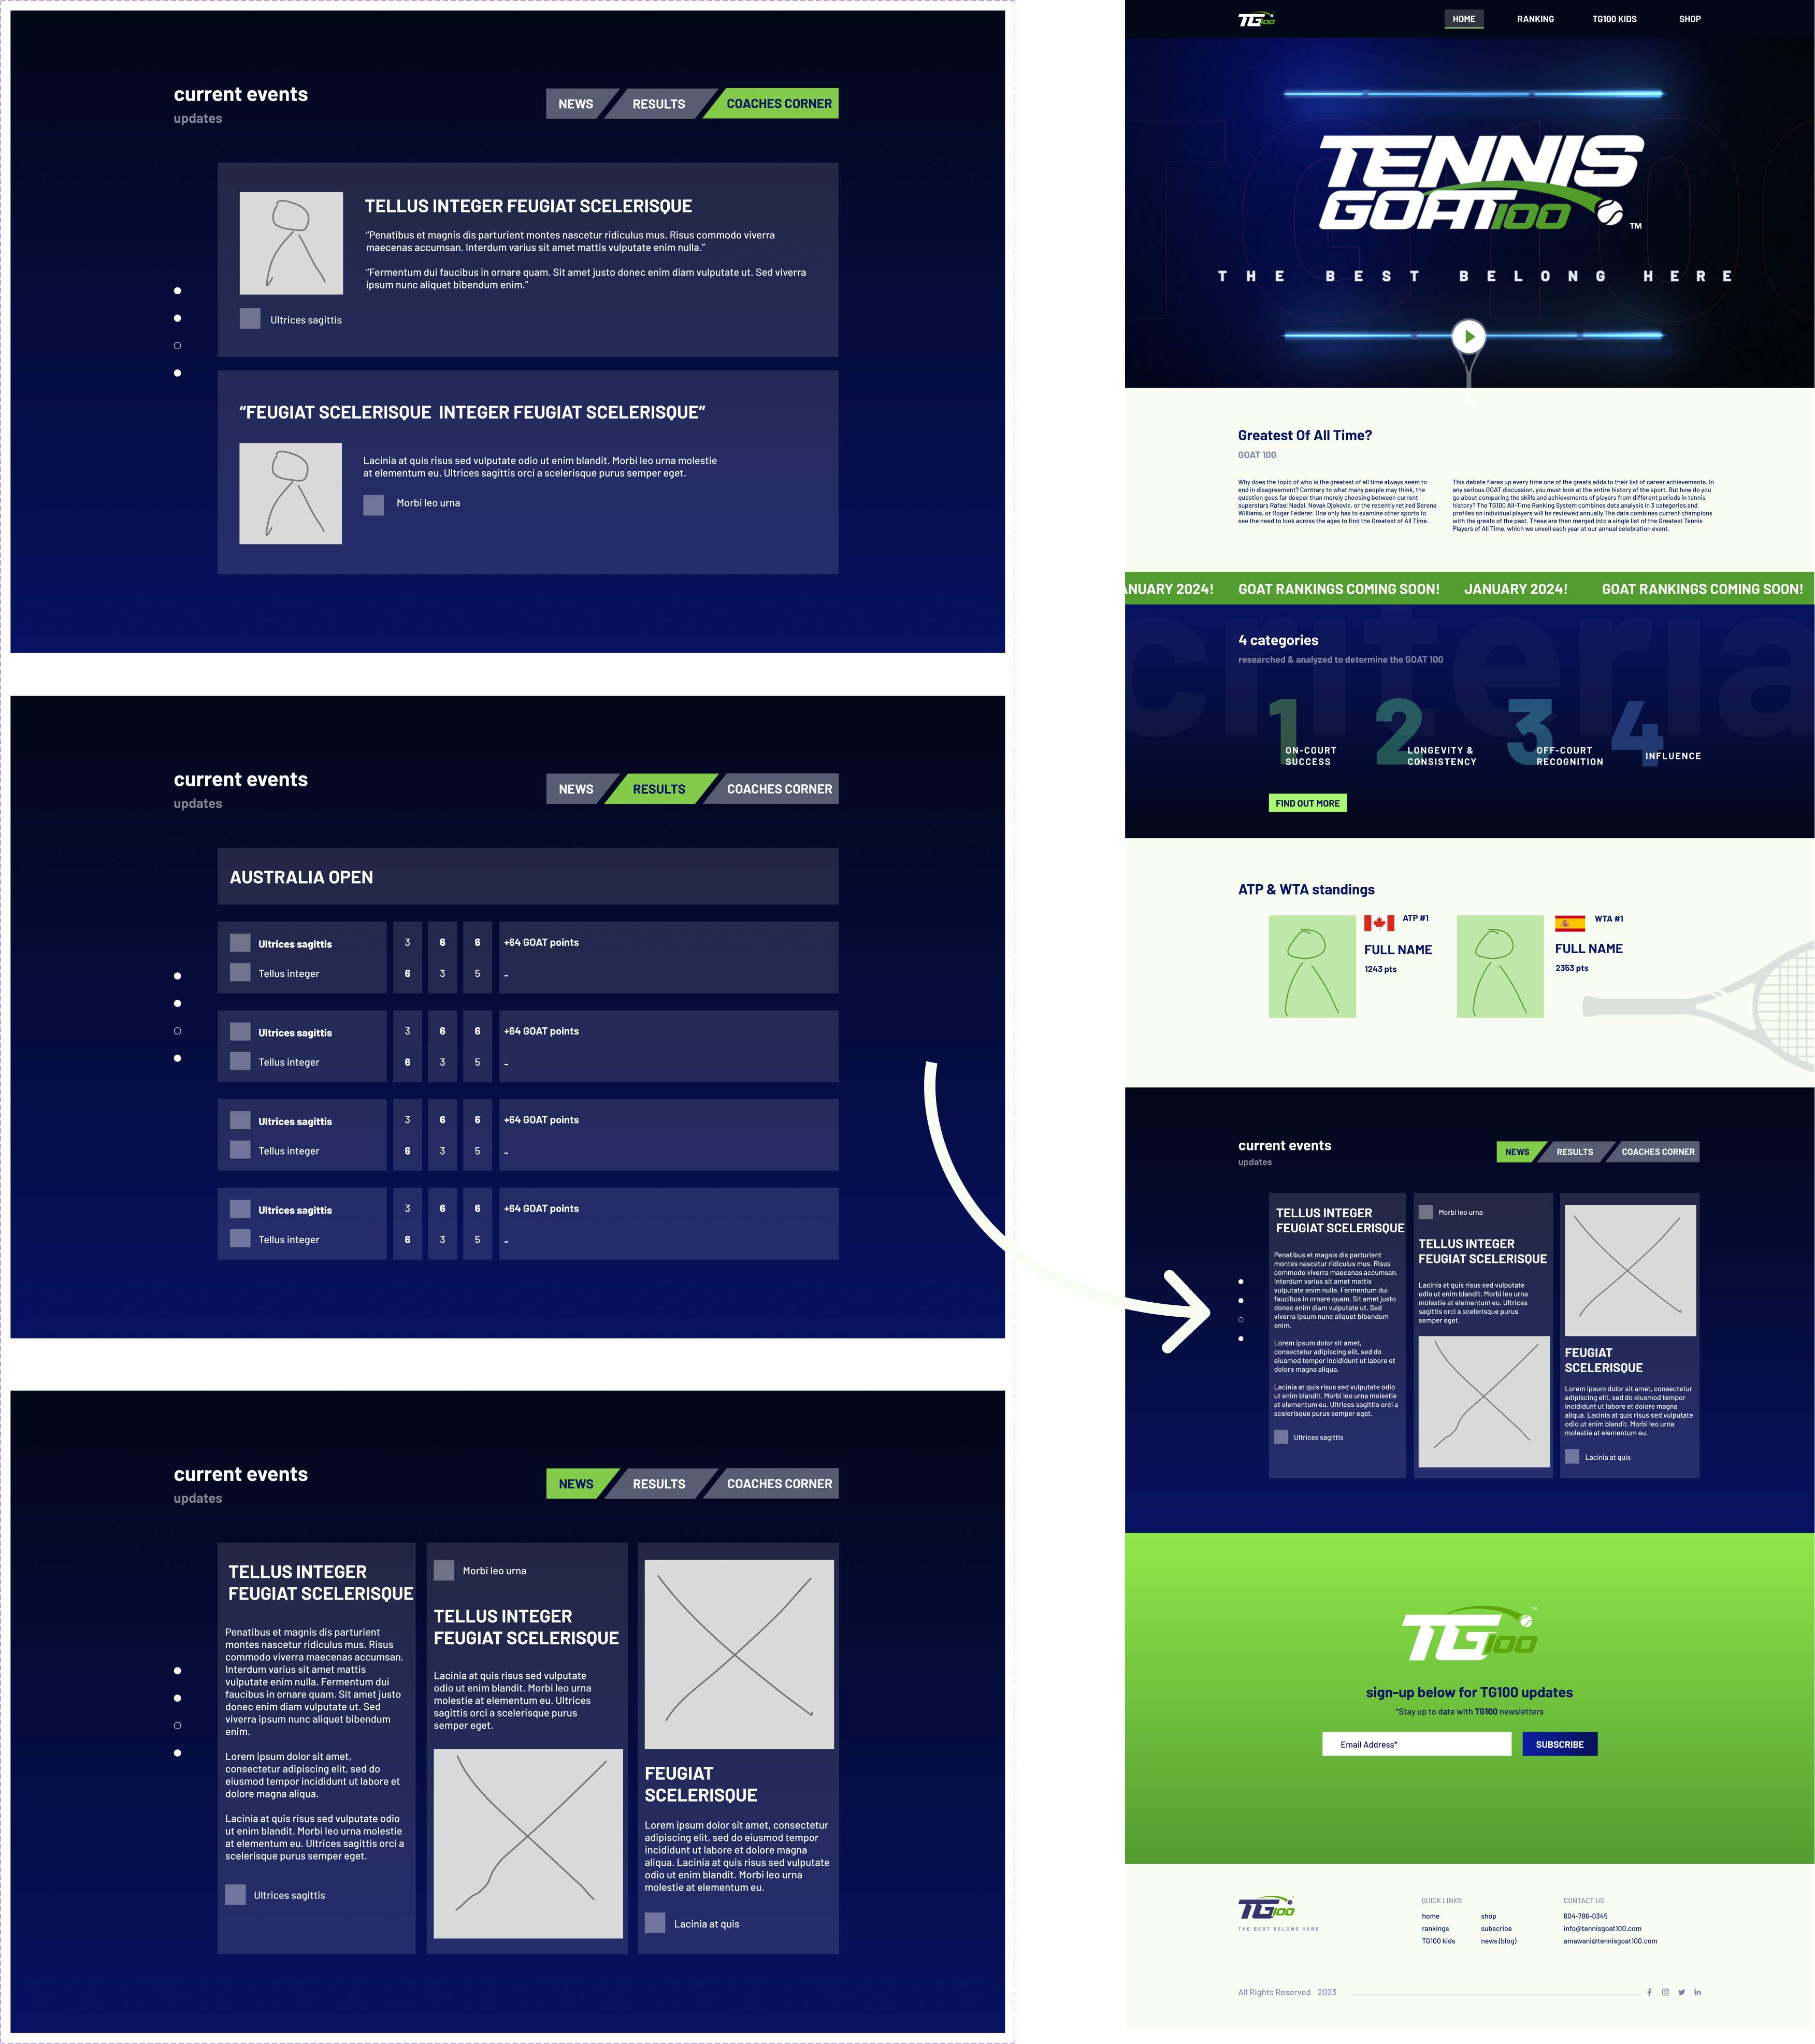 current events
updates
NEWS
RESULTS
COACHES CORNER
TELLUS INTEGER FEUGIAT SCELERISQUE
“Penatibus et magnis dis parturient montes nascetur ridiculus mus. Risus commodo viverra
maecenas accumsan. Interdum varius sit amet mattis vulputate enim nulla.”
“Fermentum dui faucibus in ornare quam. Sit amet justo donec enim diam vulputate ut. Sed viverra
ipsum nunc aliquet bibendum enim.”
Ultrices sagittis
“FEUGIAT SCELERISQUE INTEGER FEUGIAT SCELERISQUE”
Lacinia at quis risus sed vulputate odio ut enim blandit. Morbi leo urna molestie
at elementum eu. Ultrices sagittis orci a scelerisque purus semper eget.
Morbi leo urna
current events
updates
NEWS
RESULTS
COACHES CORNER
AUSTRALIA OPEN
Ultrices sagittis 3 6 6 +64 GOAT points
Tellus integer 6 3 5 -
Ultrices sagittis 3 6 6 +64 GOAT points
Tellus integer 6 3 5 -
Ultrices sagittis 3 6 6 +64 GOAT points
Tellus integer 6 3 5 -
Ultrices sagittis 3 6 6 +64 GOAT points
Tellus integer 6 3 5 -
current events
updates
NEWS
RESULTS
COACHES CORNER
TELLUS INTEGER
FEUGIAT SCELERISQUE
Penatibus et magnis dis parturient
montes nascetur ridiculus mus. Risus
commodo viverra maecenas accumsan.
Interdum varius sit amet mattis
vulputate enim nulla. Fermentum dui
faucibus in ornare quam. Sit amet justo
donec enim diam vulputate ut. Sed
viverra ipsum nunc aliquet bibendum
enim.
Lorem ipsum dolor sit amet,
consectetur adipiscing elit, sed do
eiusmod tempor incididunt ut labore et
dolore magna aliqua.
Lacinia at quis risus sed vulputate odio
ut enim blandit. Morbi leo urna molestie
at elementum eu. Ultrices sagittis orci a
scelerisque purus semper eget.
Ultrices sagittis
Morbi leo urna
TELLUS INTEGER
FEUGIAT SCELERISQUE
Lacinia at quis risus sed vulputate
odio ut enim blandit. Morbi leo urna
molestie at elementum eu. Ultrices
sagittis orci a scelerisque purus
semper eget.
FEUGIAT
SCELERISQUE
Lorem ipsum dolor sit amet, consectetur
adipiscing elit, sed do eiusmod tempor
incididunt ut labore et dolore magna
aliqua. Lacinia at quis risus sed vulputate
odio ut enim blandit. Morbi leo urna
molestie at elementum eu.
Lacinia at quis
TG100
HOME
RANKING
TG100 KIDS
SHOP
TG100
TENNIS
GOAT100
TM
THE BEST BELONG HERE
Greatest Of All Time?
GOAT 100
Why does the topic of who is the greatest of all time always seem to
end in disagreement? Contrary to what many people may think, the
question goes far deeper than merely choosing between current
superstars Rafael Nadal, Novak Djokovic, or the recently retired Serena
Williams, or Roger Federer. One only has to examine other sports to
see the need to look across the ages to find the Greatest of All Time.
This debate flares up every time one of the greats adds to their list of career achievements. In
any serious GOAT discussion, you must look at the entire history of the sport. But how do you
go about comparing the skills and achievements of players from different periods in tennis
history? The TG100 All-Time Ranking System combines data analysis in 3 categories and
profiles on individual players will be reviewed annually.The data combines current champions
with the greats of the past. These are then merged into a single list of the Greatest Tennis
Players of All Time, which we unveil each year at our annual celebration event.
ANUARY 2024! GOAT RANKINGS COMING SOON! JANUARY 2024! GOAT RANKINGS COMING SOON!
criteria
4 categories
researched & analyzed to determine the GOAT 100
1
ON-COURT
SUCCESS
2
LONGEVITY &
CONSISTENCY
3
OFF-COURT
RECOGNITION
4
INFLUENCE
FIND OUT MORE
ATP & WTA standings
ATP #1
FULL NAME
1243 pts
WTA #1
FULL NAME
2353 pts
current events
updates
NEWS
RESULTS
COACHES CORNER
TELLUS INTEGER
FEUGIAT SCELERISQUE
Penatibus et magnis dis parturient
montes nascetur ridiculus mus. Risus
commodo viverra maecenas accumsan.
Interdum varius sit amet mattis
vulputate enim nulla. Fermentum dui
faucibus in ornare quam. Sit amet justo
donec enim diam vulputate ut. Sed
viverra ipsum nunc aliquet bibendum
enim.
Lorem ipsum dolor sit amet,
consectetur adipiscing elit, sed do
eiusmod tempor incididunt ut labore et
dolore magna aliqua.
Lacinia at quis risus sed vulputate odio
ut enim blandit. Morbi leo urna molestie
at elementum eu. Ultrices sagittis orci a
scelerisque purus semper eget.
Ultrices sagittis
Morbi leo urna
TELLUS INTEGER
FEUGIAT SCELERISQUE
Lacinia at quis risus sed vulputate
odio ut enim blandit. Morbi leo urna
molestie at elementum eu. Ultrices
sagittis orci a scelerisque purus
semper eget.
FEUGIAT
SCELERISQUE
Lorem ipsum dolor sit amet, consectetur
adipiscing elit, sed do eiusmod tempor
incididunt ut labore et dolore magna
aliqua. Lacinia at quis risus sed vulputate
odio ut enim blandit. Morbi leo urna
molestie at elementum eu.
Lacinia at quis
TG100
TM
sign-up below for TG100 updates
*Stay up to date with TG100 newsletters
Email Address*
SUBSCRIBE
TG100
THE BEST BELONG HERE
QUICK LINKS
home
rankings
TG100 kids
shop
subscribe
news (blog)
CONTACT US
604-786-0345
info@tennisgoat100.com
amawani@tennisgoat100.com
All Rights Reserved 2023